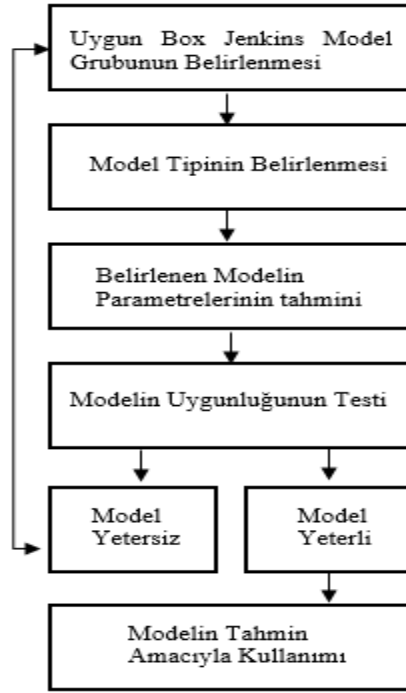 Uygun Box Jenkins Model
Grubunun Belirlenmesi
Model Tipinin Belirlenmesi
Belirlenen Modelin
Parametrelerinin tahmini
Modelin Uygunluğunun Testi
Model
Yetersiz
Model
Yeterli
Modelin Tahmin
Amacıyla Kullanımı